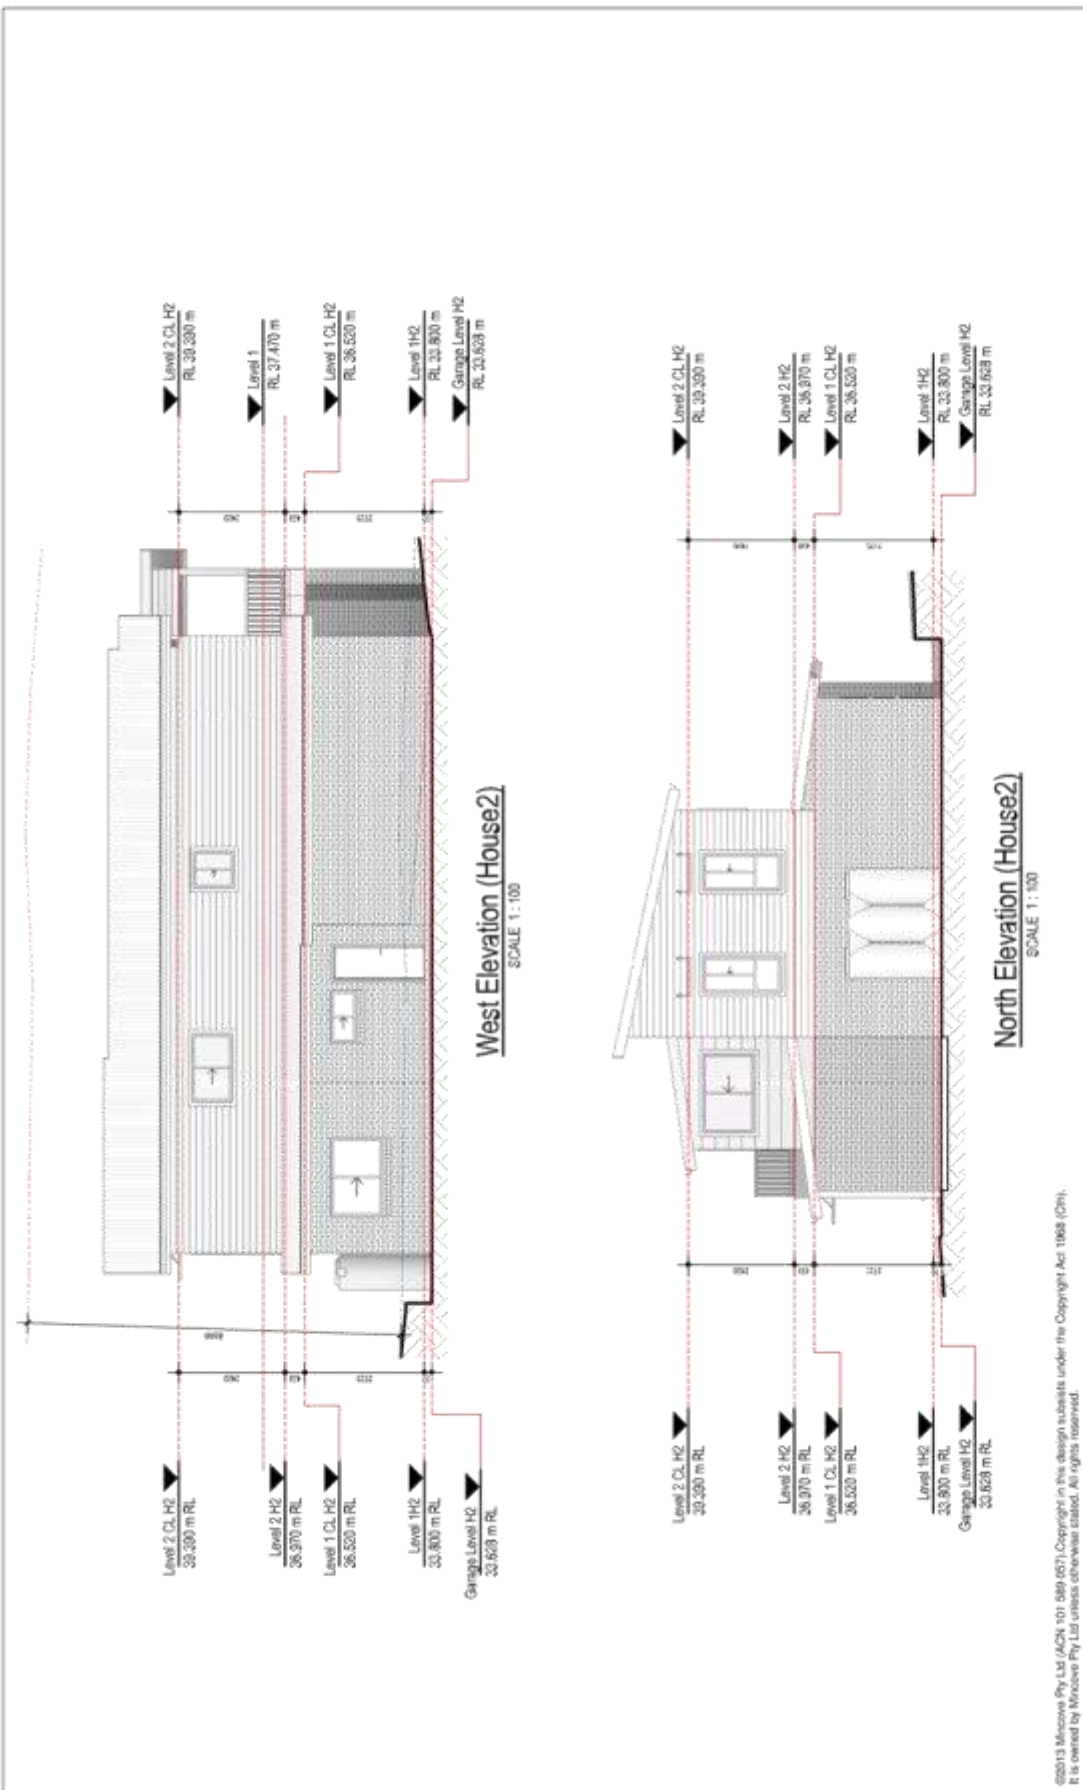 Level 2 CL H2
39.390 m RL
Level 2 H2
36.970 m RL
Level 1 CL H2
36.520 m RL
Level 1H2
33.800 m RL
Garage Level H2
33.628 m RL
Level 2 CL H2
RL 39.390 m
Level 1
RL 37.470 m
Level 1 CL H2
RL 36.520 m
Level 1H2
RL 33.800 m
Garage Level H2
RL 33.628 m
West Elevation (House2)
SCALE 1 : 100
Level 2 CL H2
39.390 m RL
Level 2 H2
36.970 m RL
Level 1 CL H2
36.520 m RL
Level 1H2
33.800 m RL
Garage Level H2
33.628 m RL
Level 2 CL H2
RL 39.390 m
Level 2 H2
RL 36.970 m
Level 1 CL H2
RL 36.520 m
Level 1H2
RL 33.800 m
Garage Level H2
RL 33.628 m
North Elevation (House2)
SCALE 1 : 100
©2013 Mincove Pty Ltd (ACN 101 589 057).Copyright in this design subsists under the Copyright Act 1968 (Cth).
It is owned by Mincove Pty Ltd unless otherwise stated. All rights reserved.